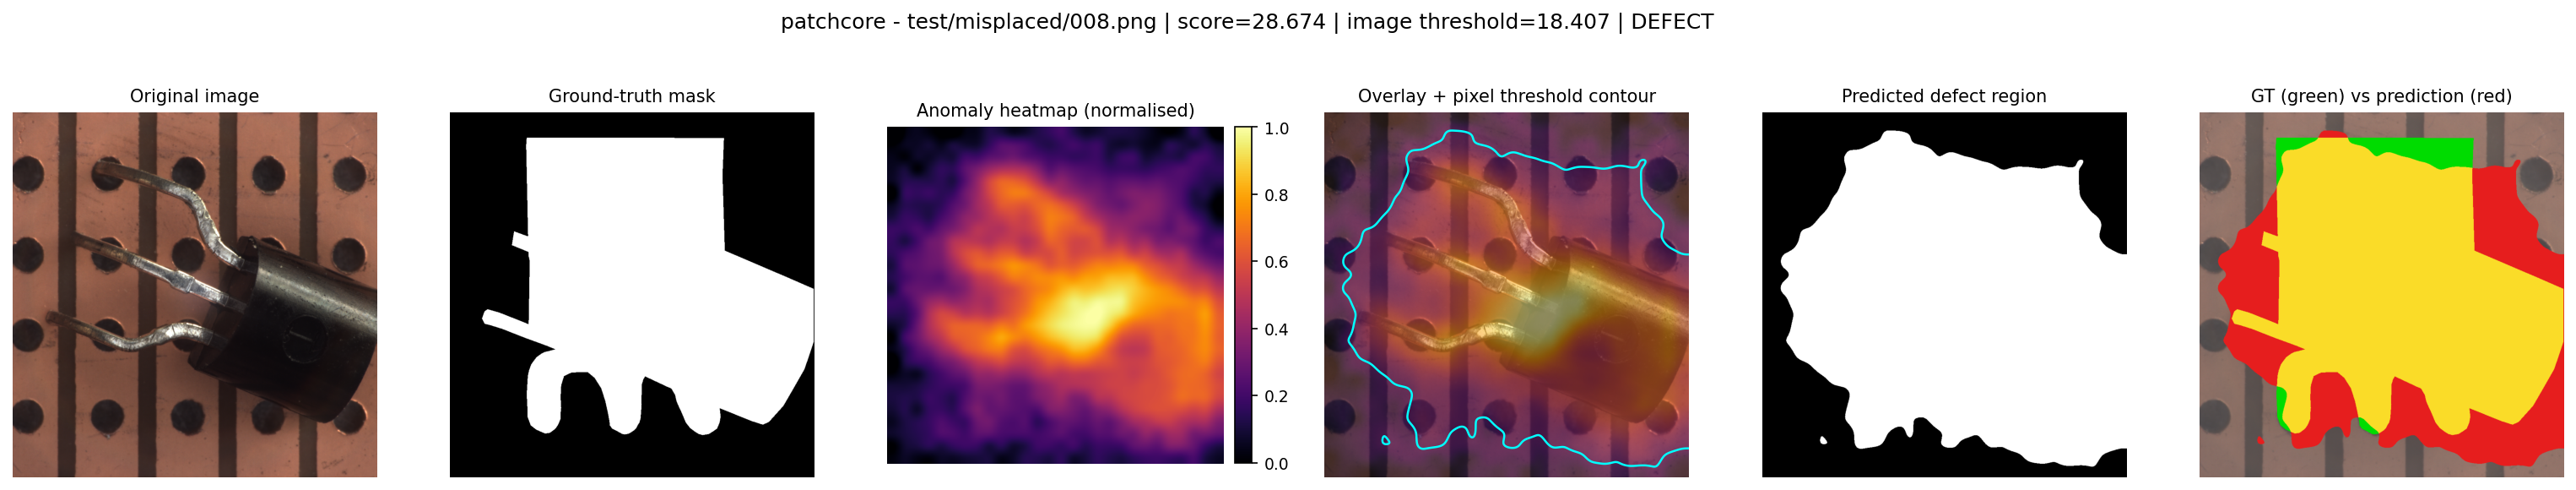 patchcore - test/misplaced/008.png | score=28.674 | image threshold=18.407 | DEFECT
Original image
Ground-truth mask
Anomaly heatmap (normalised)
Overlay + pixel threshold contour
Predicted defect region
GT (green) vs prediction (red)
1.0
0.8
0.6
0.4
0.2
0.0